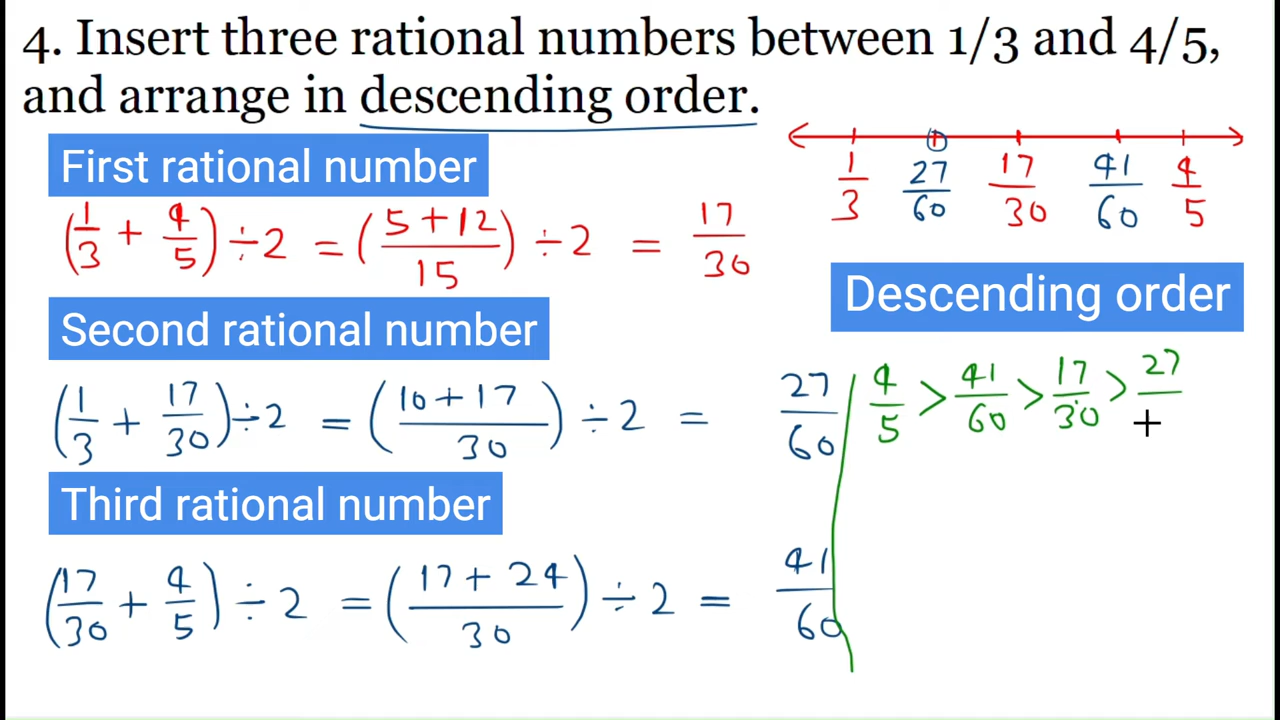 4. Insert three rational numbers between 1/3 and 4/5,
and arrange in descending order.
First rational number
(1/3 + 4/5) ÷ 2 = (5 + 12/15) ÷ 2 = 17/30
Second rational number
(1/3 + 17/30) ÷ 2 = (10 + 17/30) ÷ 2 = 27/60
Third rational number
(17/30 + 4/5) ÷ 2 = (17 + 24/30) ÷ 2 = 41/60
1/3 27/60 17/30 41/60 4/5
Descending order
4/5 > 41/60 > 17/30 > 27